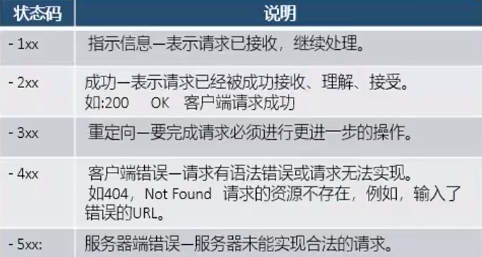 状态码 说明
- 1xx 指示信息—表示请求已接收，继续处理。
- 2xx 成功—表示请求已经被成功接收、理解、接受。
如:200 OK 客户端请求成功
- 3xx 重定向—要完成请求必须进行更进一步的操作。
- 4xx 客户端错误—请求有语法错误或请求无法实现。
如404，Not Found 请求的资源不存在，例如，输入了
错误的URL。
- 5xx: 服务器端错误—服务器未能实现合法的请求。